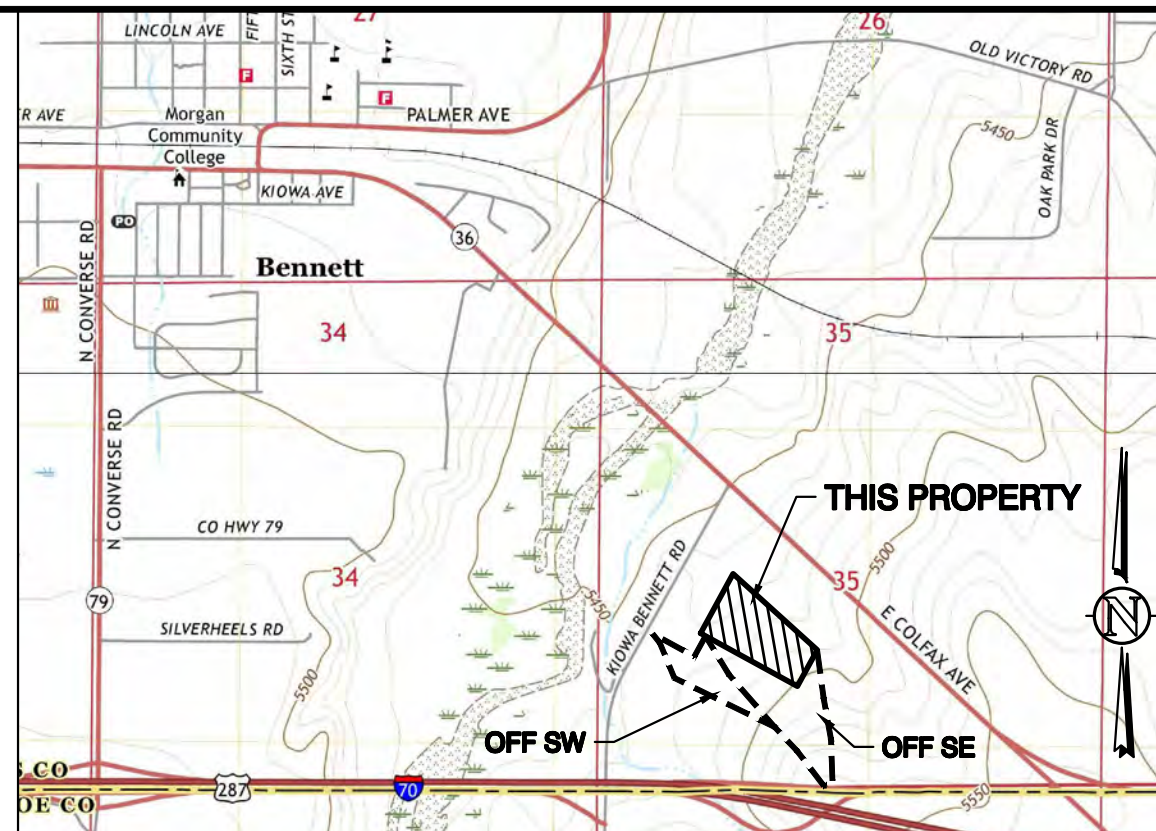 27
26
LINCOLN AVE
FIFT
SIXTH ST
OLD VICTORY RD
F
F
R AVE
Morgan
Community
College
PALMER AVE
5450
OAK PARK DR
KIOWA AVE
PO
36
N CONVERSE RD
Bennett
34
35
N CONVERSE RD
THIS PROPERTY
CO HWY 79
5500
34
35
79
5450
KIOWA BENNETT RD
N
SILVERHEELS RD
E COLFAX AVE
5500
OFF SW
OFF SE
S CO
287
70
5550
OE CO